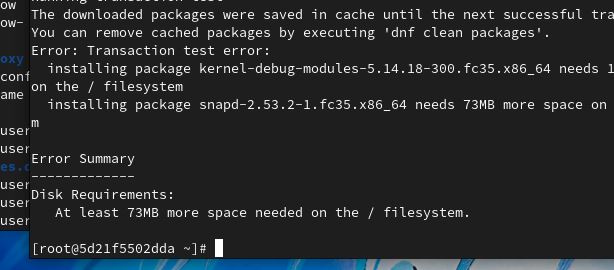 ow
The downloaded packages were saved in cache until the next successful tra
ow-
You can remove cached packages by executing 'dnf clean packages'.
Error: Transaction test error:
oxy
installing package kernel-debug-modules-5.14.18-300.fc35.x86_64 needs 1
conf
on the / filesystem
ame
installing package snapd-2.53.2-1.fc35.x86_64 needs 73MB more space on
m
user
user
Error Summary
es.
-------------
user
Disk Requirements:
user
At least 73MB more space needed on the / filesystem.
user
[root@5d21f5502dda ~]#